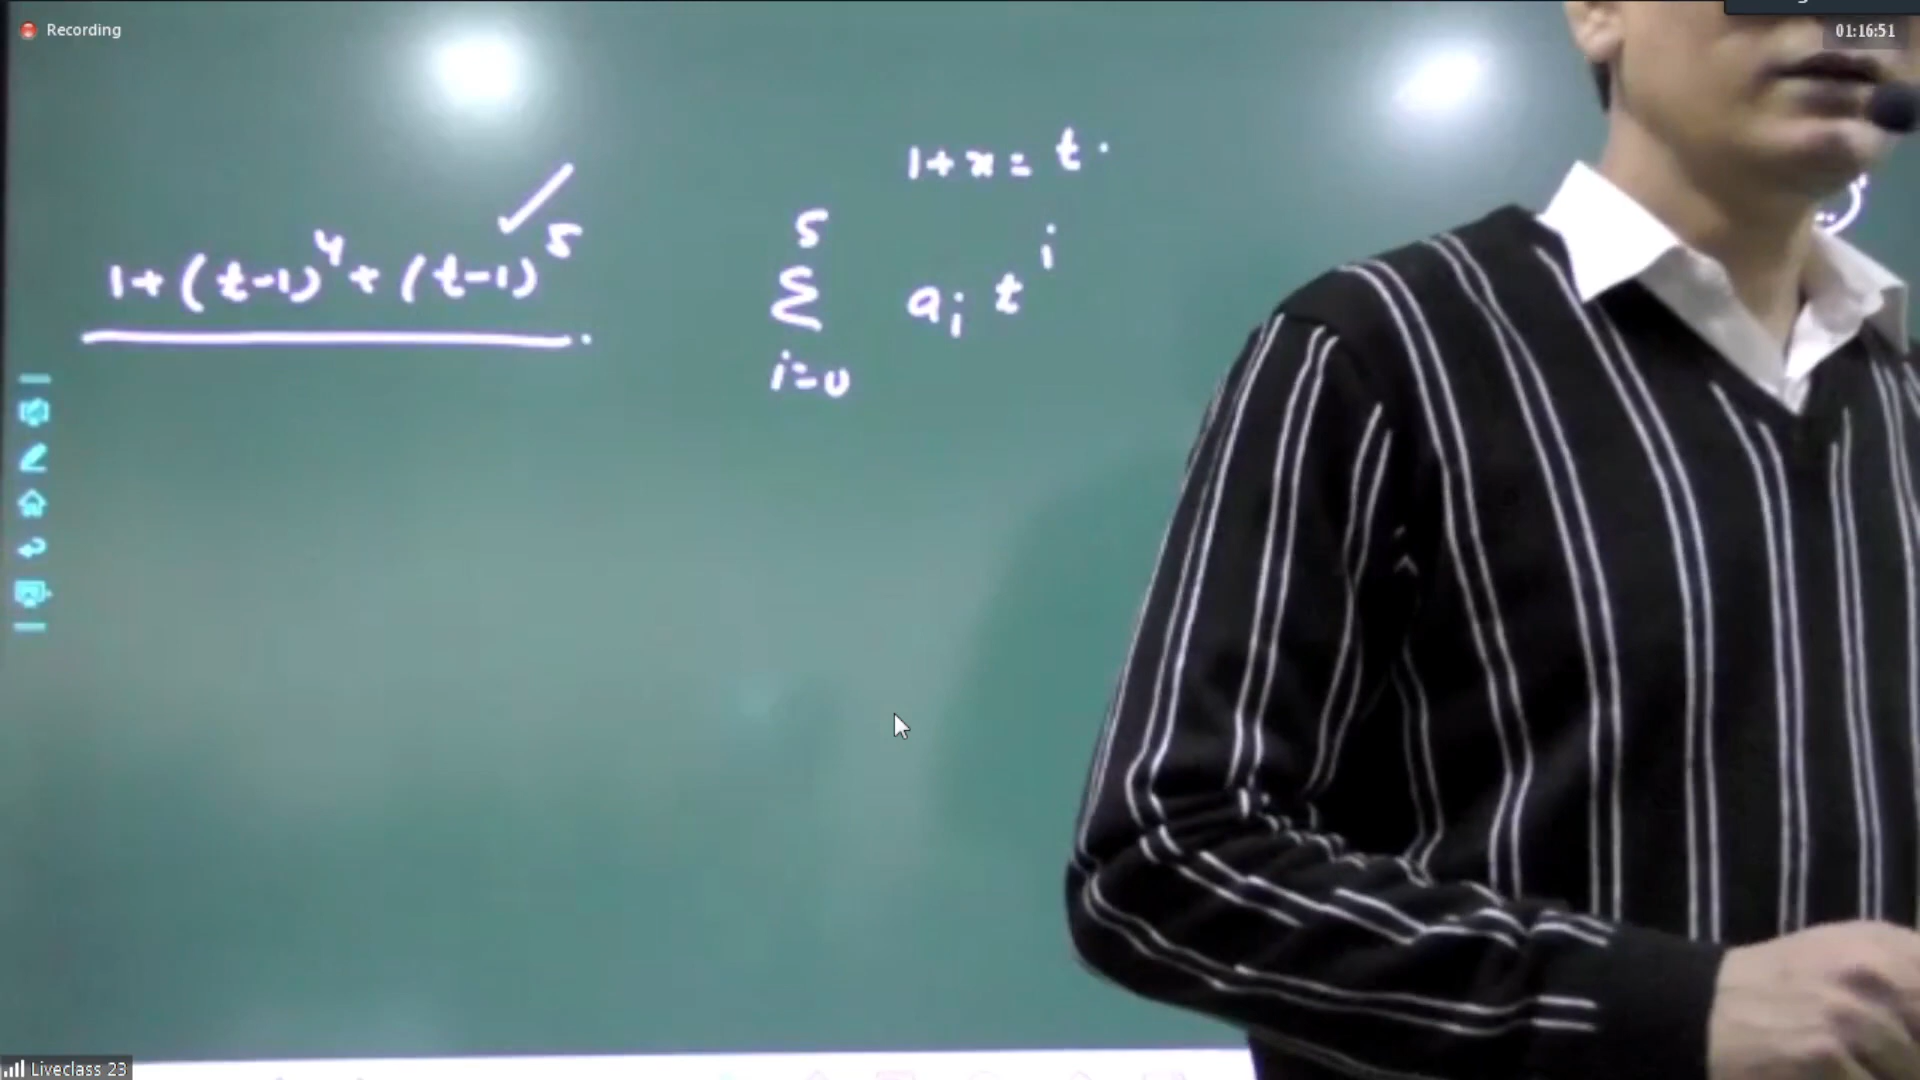 Recording
01:16:51
1+x = t.
1+(t-1)^4+(t-1)^5
5
Σ a_i t^i
i=0
Liveclass 23